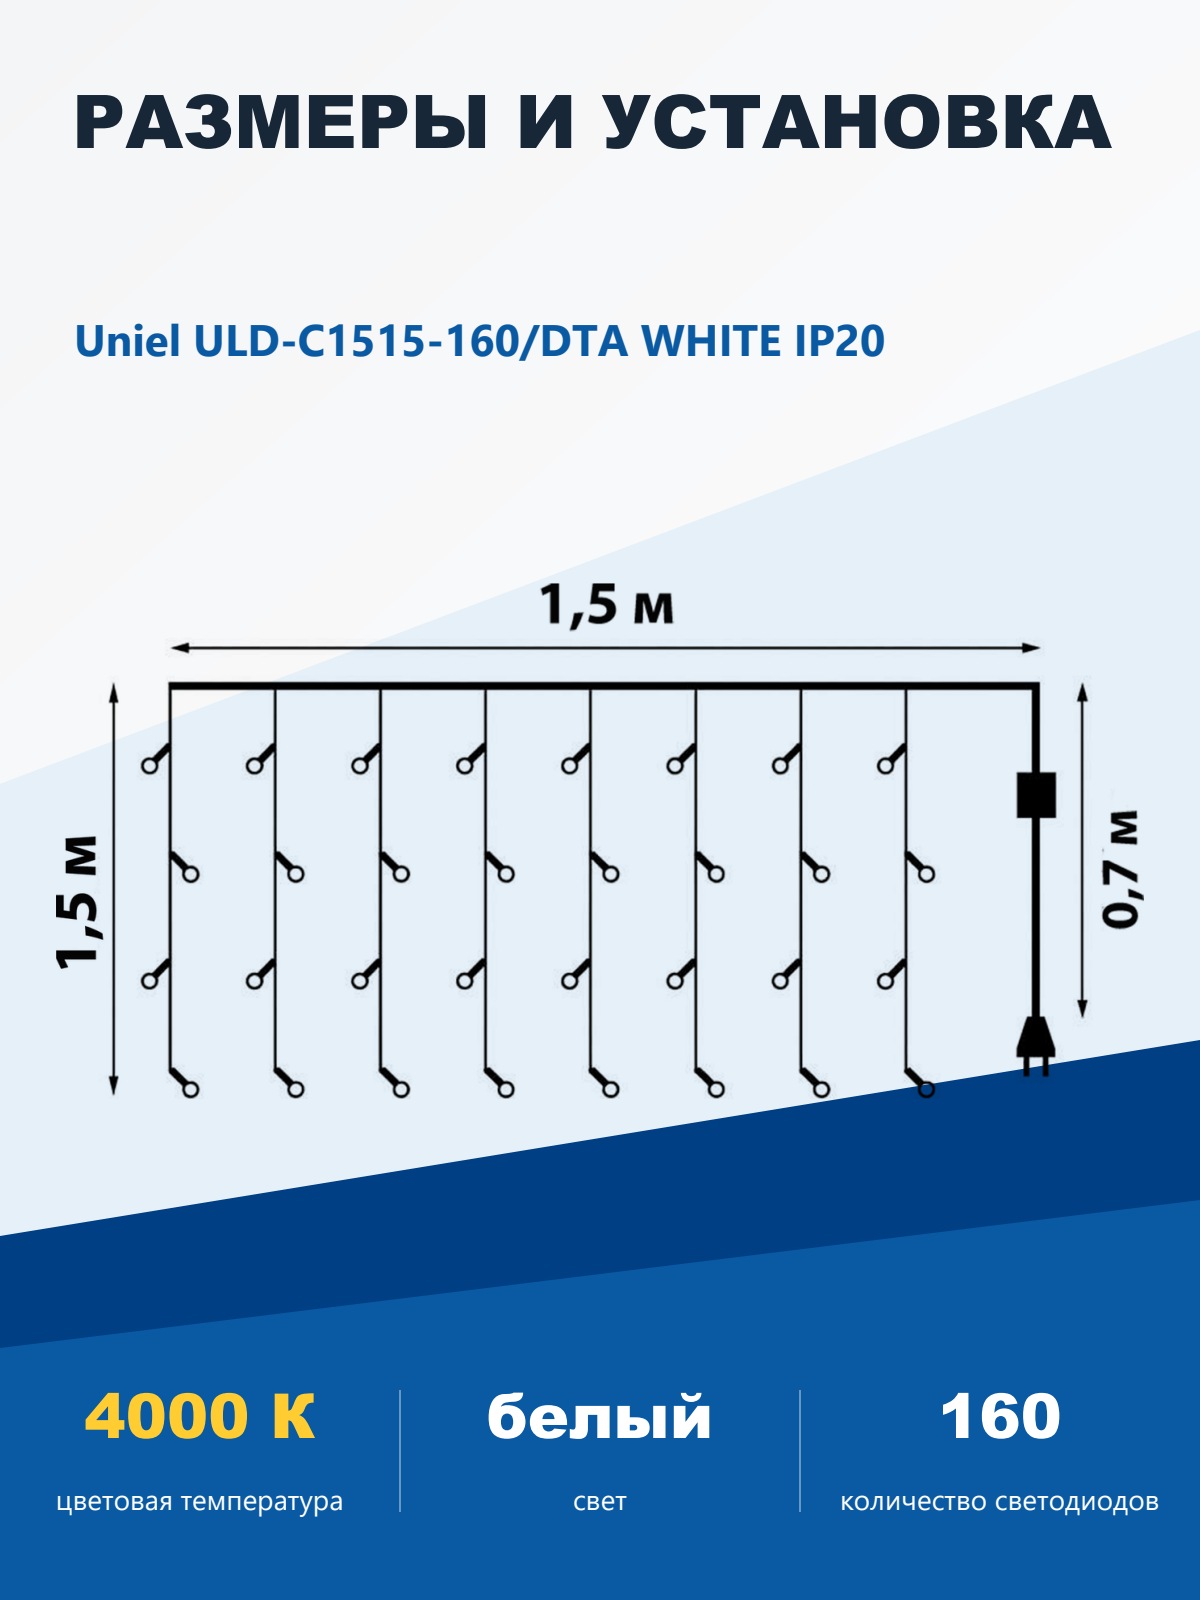 РАЗМЕРЫ И УСТАНОВКА
Uniel ULD-C1515-160/DTA WHITE IP20
1,5 м
1,5 м
0,7 м
4000 К
белый
160
цветовая температура
свет
количество светодиодов